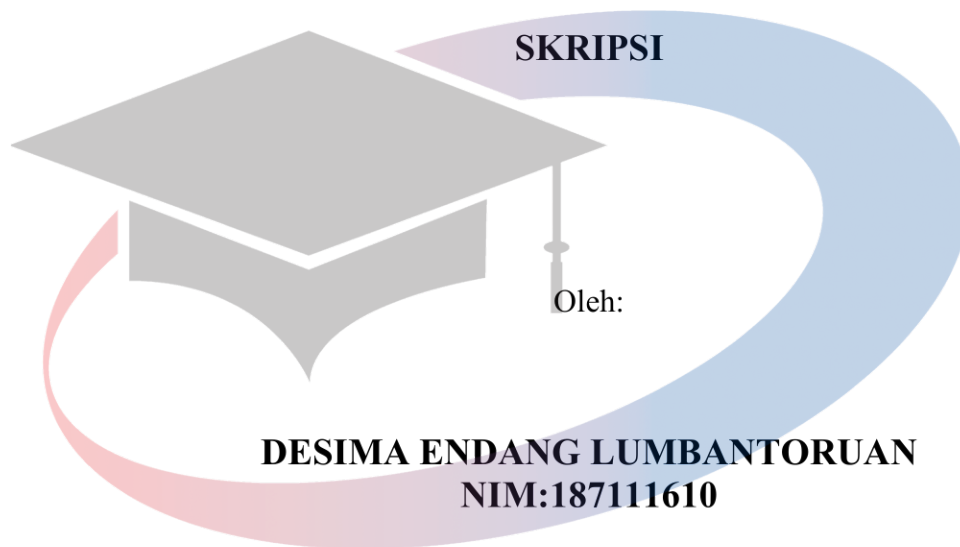 SKRIPSI
Oleh:
DESIMA ENDANG LUMBANTORUAN
NIM:187111610